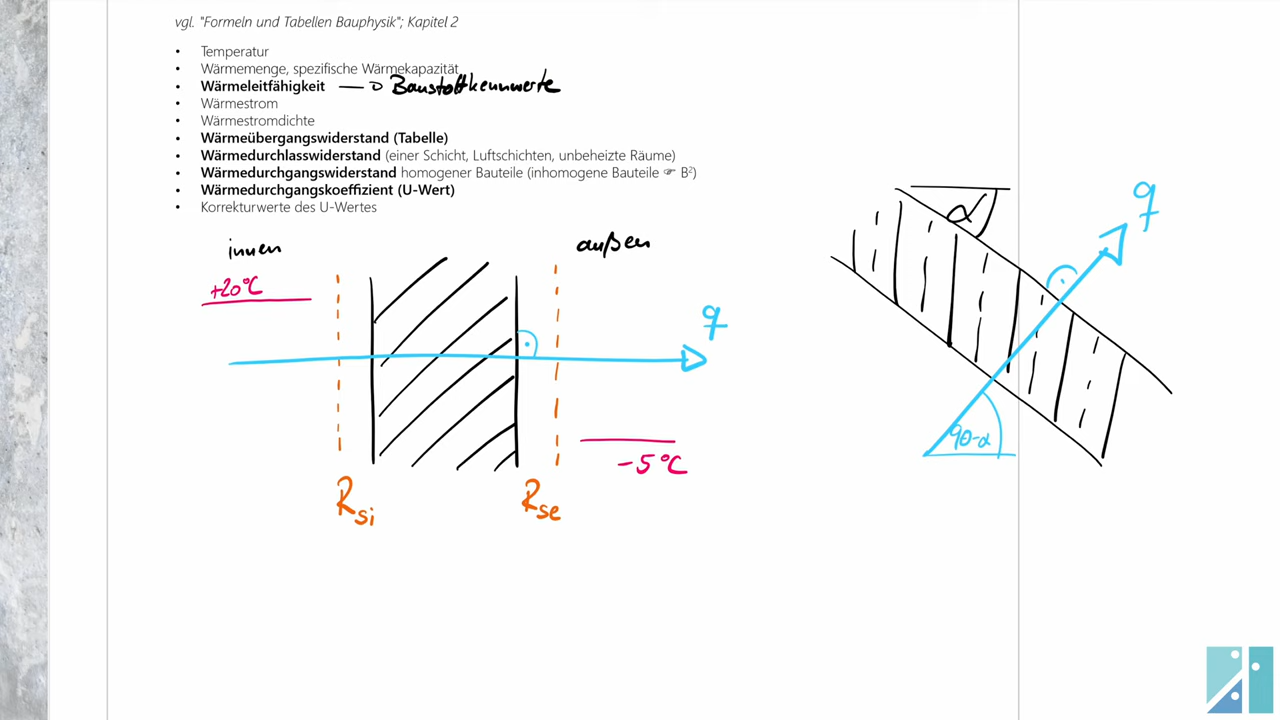 vgl. "Formeln und Tabellen Bauphysik"; Kapitel 2
• Temperatur
• Wärmemenge, spezifische Wärmekapazität
• Wärmeleitfähigkeit → Baustoffkennwerte
• Wärmestrom
• Wärmestromdichte
• Wärmeübergangswiderstand (Tabelle)
• Wärmedurchlasswiderstand (einer Schicht, Luftschichten, unbeheizte Räume)
• Wärmedurchgangswiderstand homogener Bauteile (inhomogene Bauteile ☞ B²)
• Wärmedurchgangskoeffizient (U-Wert)
• Korrekturwerte des U-Wertes
innen
außen
+20°C
q
-5°C
Rsi
Rse
α
q
90-α